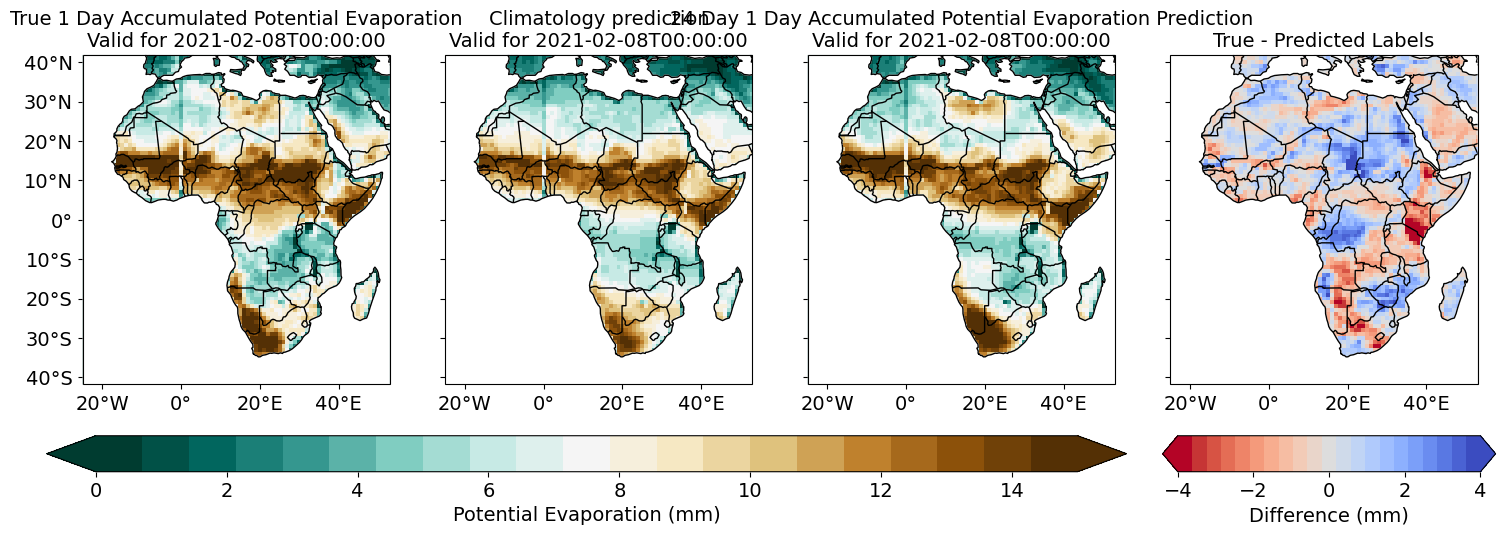 True 1 Day Accumulated Potential Evaporation
Valid for 2021-02-08T00:00:00
Climatology prediction
Valid for 2021-02-08T00:00:00
24 Day 1 Day Accumulated Potential Evaporation Prediction
Valid for 2021-02-08T00:00:00
True - Predicted Labels
40°N
30°N
20°N
10°N
0°
10°S
20°S
30°S
40°S
20°W 0° 20°E 40°E
20°W 0° 20°E 40°E
20°W 0° 20°E 40°E
20°W 0° 20°E 40°E
0 2 4 6 8 10 12 14
Potential Evaporation (mm)
−4 −2 0 2 4
Difference (mm)